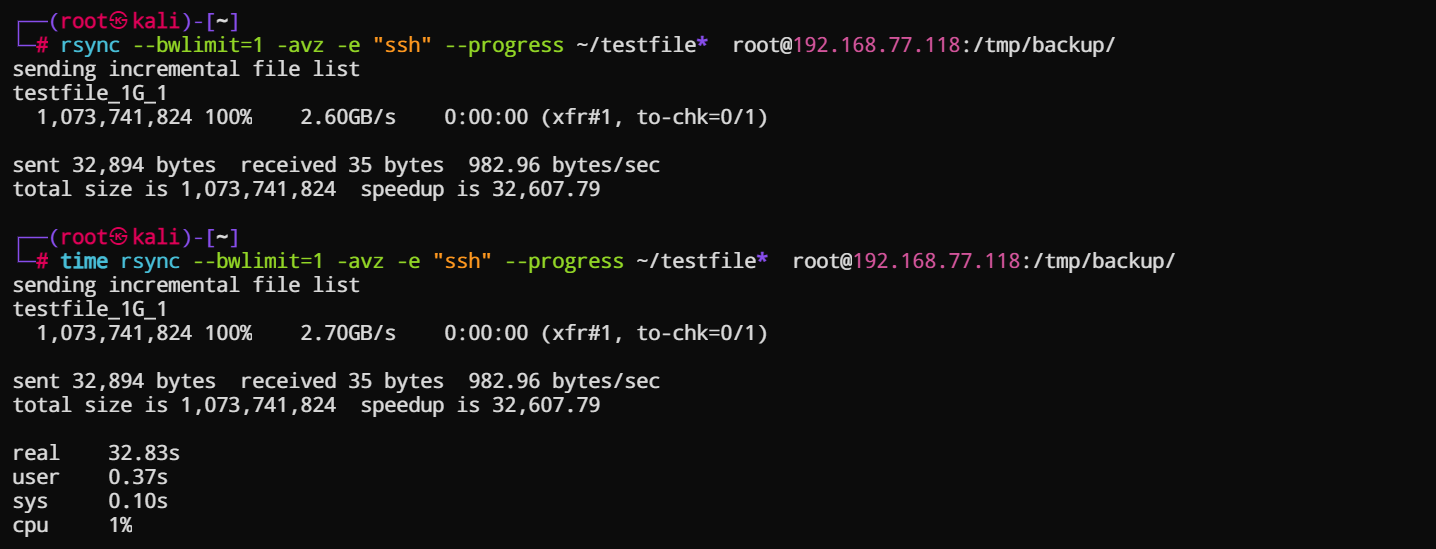 ┌──(root㉿kali)-[~]
└─# rsync --bwlimit=1 -avz -e "ssh" --progress ~/testfile*  root@192.168.77.118:/tmp/backup/
sending incremental file list
testfile_1G_1
  1,073,741,824 100%    2.60GB/s    0:00:00 (xfr#1, to-chk=0/1)

sent 32,894 bytes  received 35 bytes  982.96 bytes/sec
total size is 1,073,741,824  speedup is 32,607.79

┌──(root㉿kali)-[~]
└─# time rsync --bwlimit=1 -avz -e "ssh" --progress ~/testfile*  root@192.168.77.118:/tmp/backup/
sending incremental file list
testfile_1G_1
  1,073,741,824 100%    2.70GB/s    0:00:00 (xfr#1, to-chk=0/1)

sent 32,894 bytes  received 35 bytes  982.96 bytes/sec
total size is 1,073,741,824  speedup is 32,607.79

real    32.83s
user    0.37s
sys     0.10s
cpu     1%